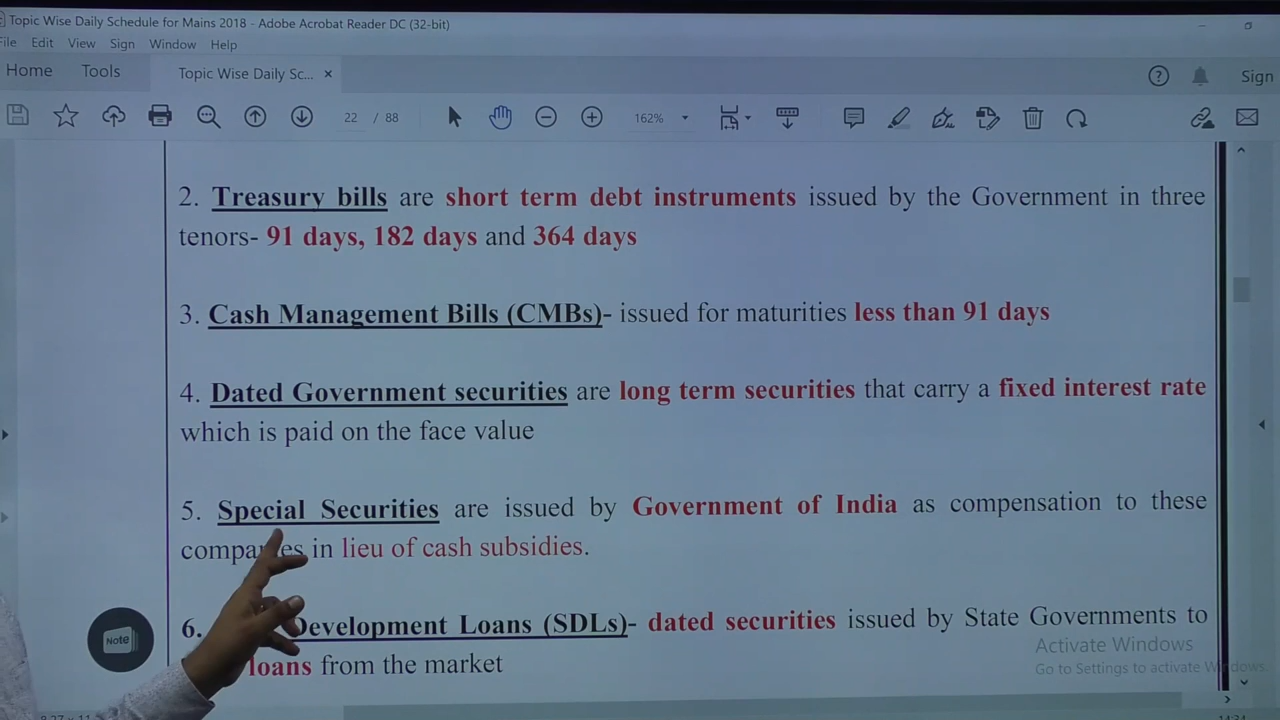 Topic Wise Daily Schedule for Mains 2018 - Adobe Acrobat Reader DC (32-bit)
File Edit View Sign Window Help
Home Tools Topic Wise Daily Sc... × Sign
22 / 88 162%
2. Treasury bills are short term debt instruments issued by the Government in three
tenors- 91 days, 182 days and 364 days
3. Cash Management Bills (CMBs)- issued for maturities less than 91 days
4. Dated Government securities are long term securities that carry a fixed interest rate
which is paid on the face value
5. Special Securities are issued by Government of India as compensation to these
companies in lieu of cash subsidies.
6. Development Loans (SDLs)- dated securities issued by State Governments to
loans from the market
Note
Activate Windows
Go to Settings to activate Windows.